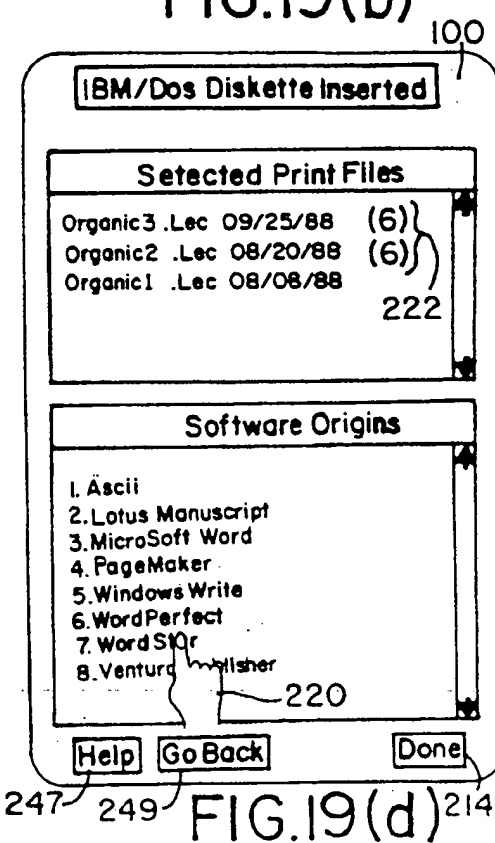 FIG.19(b)
100
IBM/Dos Diskette Inserted
Setected Print Files
Organic3 .Lec 09/25/88 (6)
Organic2 .Lec 08/20/88 (6)
Organic1 .Lec 08/08/88
222
Software Origins
1. Ascii
2. Lotus Manuscript
3. MicroSoft Word
4. PageMaker
5. Windows Write
6. WordPerfect
7. Word Star
8. Ventura Publisher
220
Help Go Back Done
247 249 FIG.19(d) 214